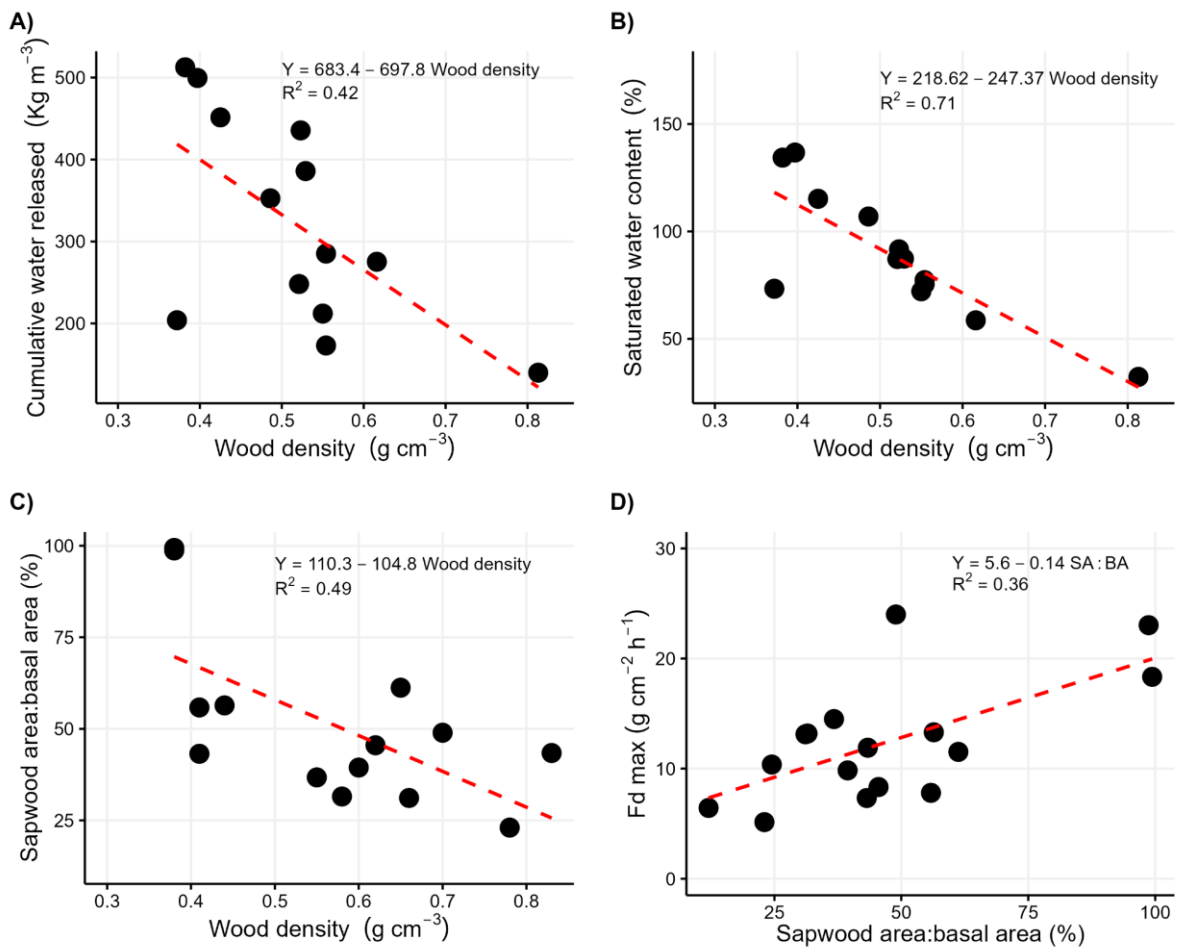 A)
Y = 683.4 − 697.8 Wood density
R² = 0.42
500
400
300
200
0.3 0.4 0.5 0.6 0.7 0.8
Cumulative water released (Kg m⁻³)
Wood density (g cm⁻³)
B)
Y = 218.62 − 247.37 Wood density
R² = 0.71
150
100
50
0.3 0.4 0.5 0.6 0.7 0.8
Saturated water content (%)
Wood density (g cm⁻³)
C)
Y = 110.3 − 104.8 Wood density
R² = 0.49
100
75
50
25
0.3 0.4 0.5 0.6 0.7 0.8
Sapwood area:basal area (%)
Wood density (g cm⁻³)
D)
Y = 5.6 − 0.14 SA : BA
R² = 0.36
30
20
10
0
25 50 75 100
Fd max (g cm⁻² h⁻¹)
Sapwood area:basal area (%)